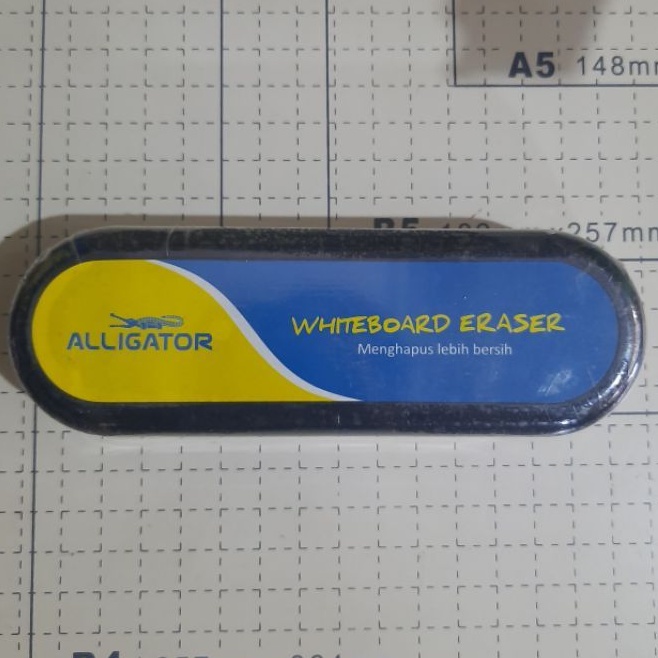 A5 148mm
257mm
ALLIGATOR
WHITEBOARD ERASER
Menghapus lebih bersih